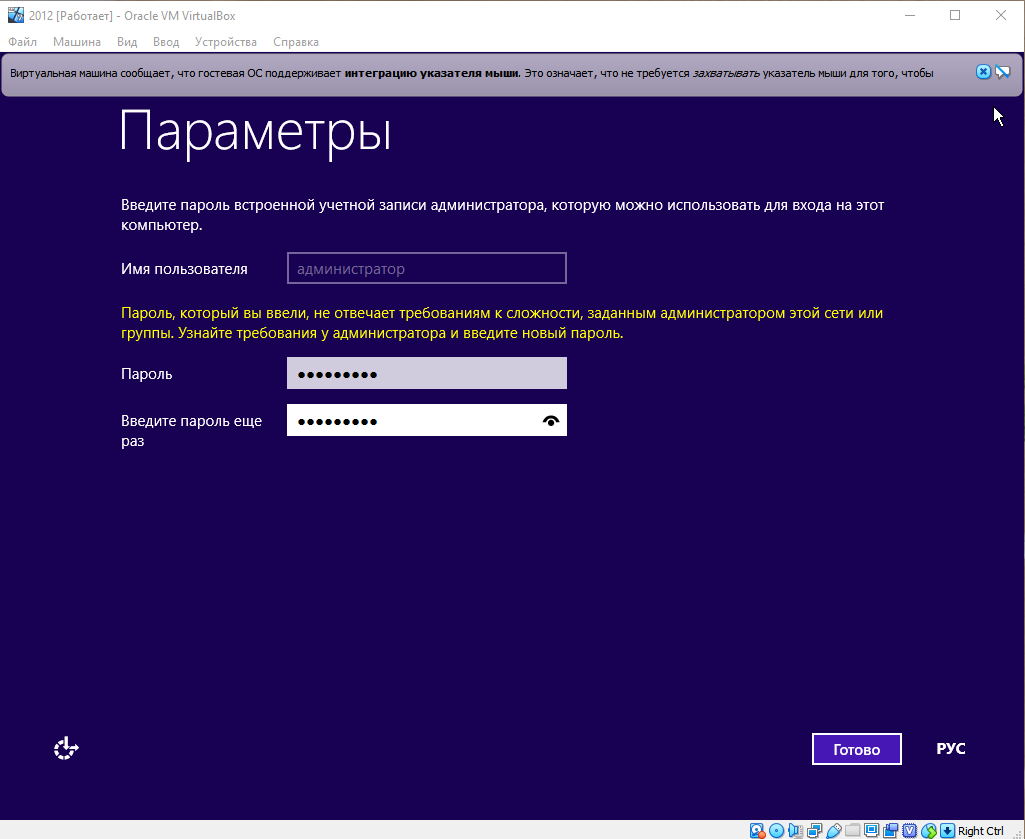 2012 [Работает] - Oracle VM VirtualBox
Файл Машина Вид Ввод Устройства Справка
Виртуальная машина сообщает, что гостевая ОС поддерживает интеграцию указателя мыши. Это означает, что не требуется захватывать указатель мыши для того, чтобы
Параметры
Введите пароль встроенной учетной записи администратора, которую можно использовать для входа на этот
компьютер.
Имя пользователя администратор
Пароль, который вы ввели, не отвечает требованиям к сложности, заданным администратором этой сети или
группы. Узнайте требования у администратора и введите новый пароль.
Пароль ●●●●●●●●●
Введите пароль еще ●●●●●●●●●
раз
Готово РУС
Right Ctrl